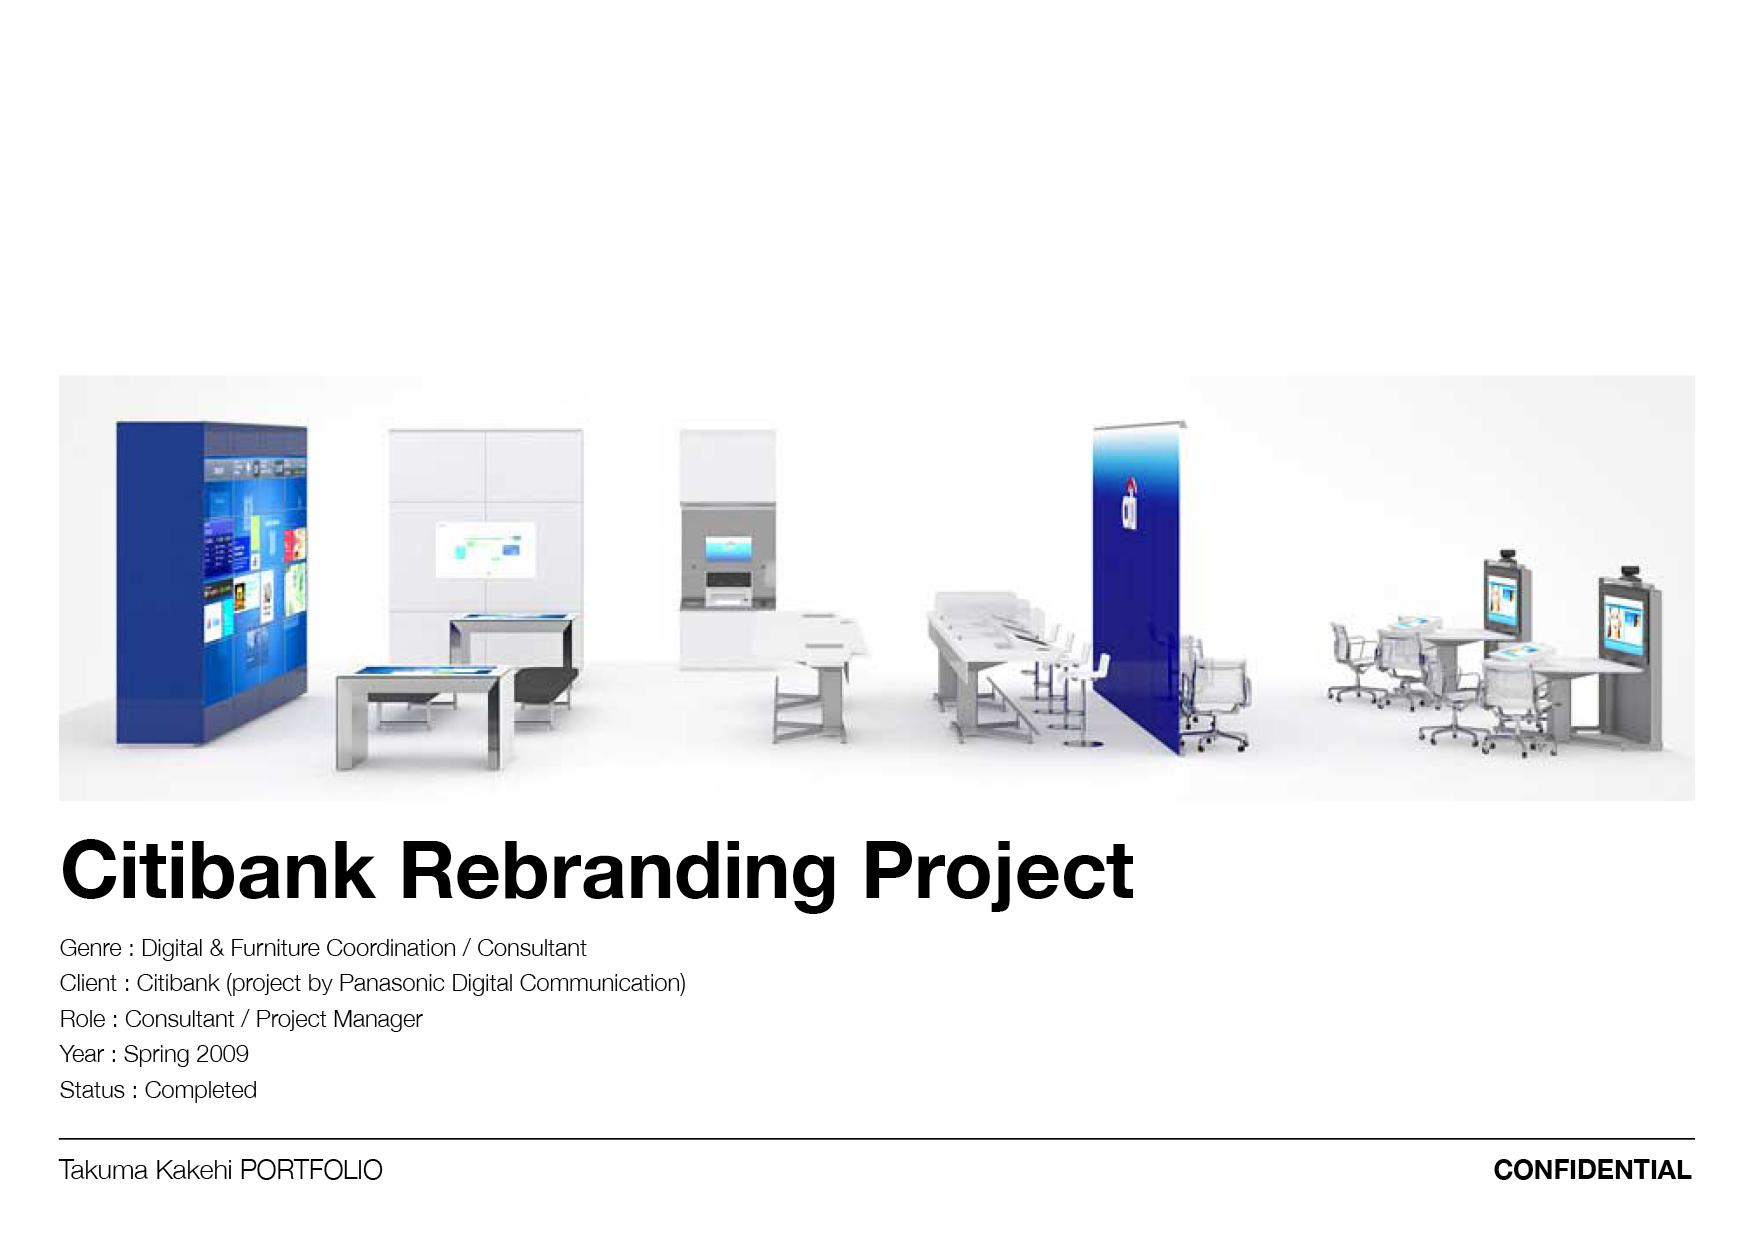 Citibank Rebranding Project
Genre : Digital & Furniture Coordination / Consultant
Client : Citibank (project by Panasonic Digital Communication)
Role : Consultant / Project Manager
Year : Spring 2009
Status : Completed
Takuma Kakehi PORTFOLIO
CONFIDENTIAL